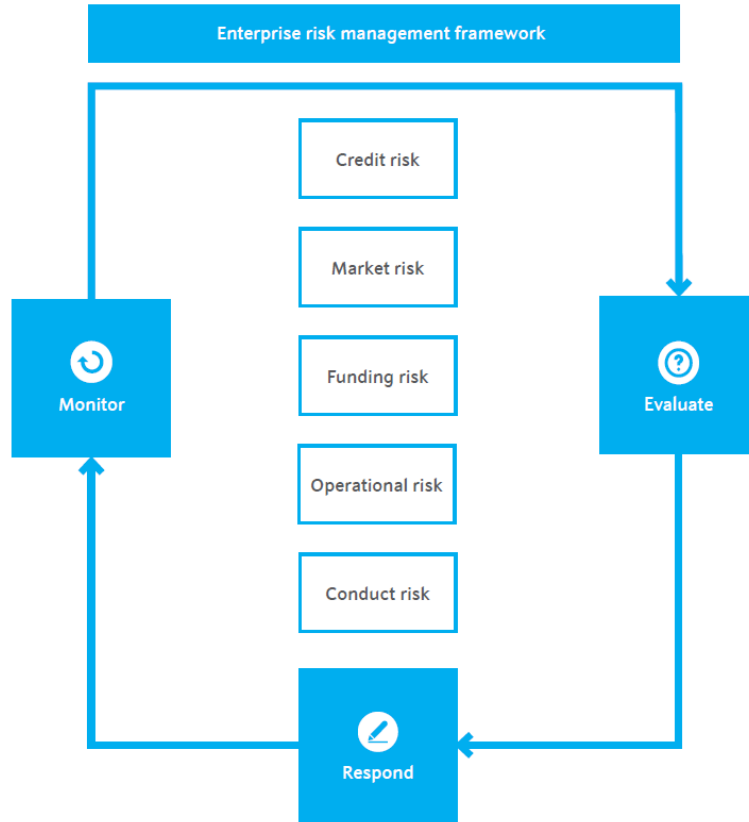 Enterprise risk management framework
Credit risk
Market risk
Funding risk
Monitor
Evaluate
Operational risk
Conduct risk
Respond